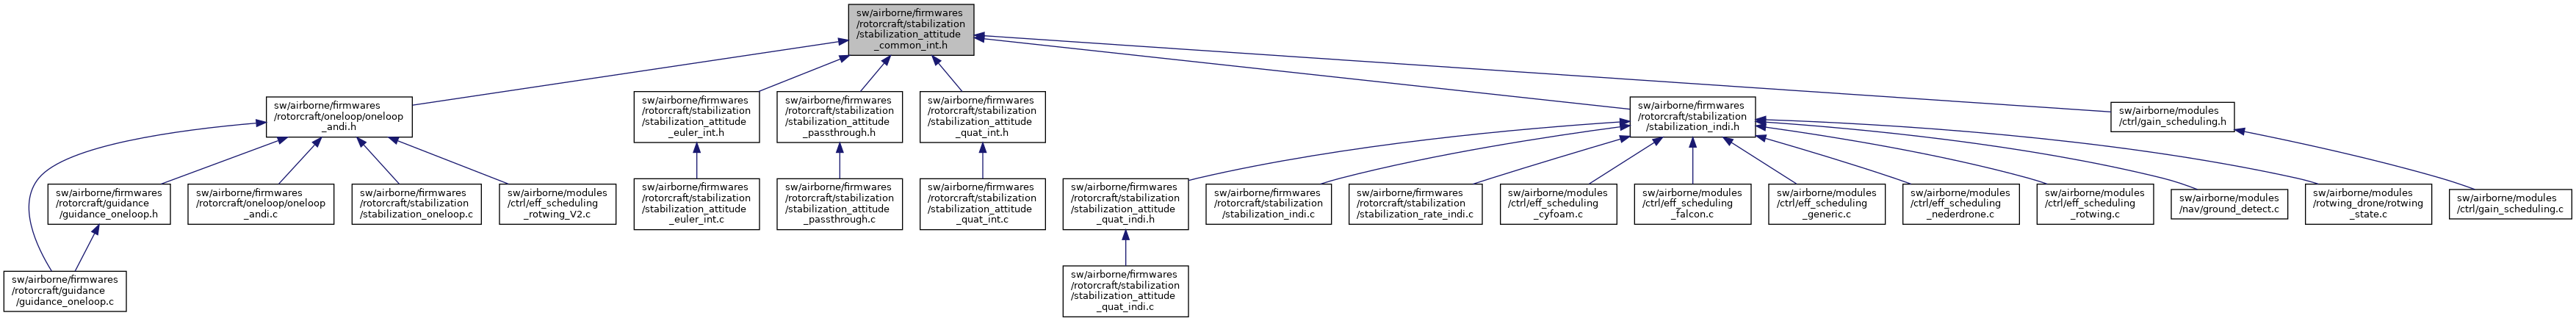 sw/airborne/firmwares
/rotorcraft/stabilization
/stabilization_attitude
_common_int.h
sw/airborne/firmwares
/rotorcraft/oneloop/oneloop
_andi.h
sw/airborne/firmwares
/rotorcraft/stabilization
/stabilization_attitude
_euler_int.h
sw/airborne/firmwares
/rotorcraft/stabilization
/stabilization_attitude
_passthrough.h
sw/airborne/firmwares
/rotorcraft/stabilization
/stabilization_attitude
_quat_int.h
sw/airborne/firmwares
/rotorcraft/stabilization
/stabilization_indi.h
sw/airborne/modules
/ctrl/gain_scheduling.h
sw/airborne/firmwares
/rotorcraft/guidance
/guidance_oneloop.h
sw/airborne/firmwares
/rotorcraft/oneloop/oneloop
_andi.c
sw/airborne/firmwares
/rotorcraft/stabilization
/stabilization_oneloop.c
sw/airborne/modules
/ctrl/eff_scheduling
_rotwing_V2.c
sw/airborne/firmwares
/rotorcraft/stabilization
/stabilization_attitude
_euler_int.c
sw/airborne/firmwares
/rotorcraft/stabilization
/stabilization_attitude
_passthrough.c
sw/airborne/firmwares
/rotorcraft/stabilization
/stabilization_attitude
_quat_int.c
sw/airborne/firmwares
/rotorcraft/stabilization
/stabilization_attitude
_quat_indi.h
sw/airborne/firmwares
/rotorcraft/stabilization
/stabilization_indi.c
sw/airborne/firmwares
/rotorcraft/stabilization
/stabilization_rate_indi.c
sw/airborne/modules
/ctrl/eff_scheduling
_cyfoam.c
sw/airborne/modules
/ctrl/eff_scheduling
_falcon.c
sw/airborne/modules
/ctrl/eff_scheduling
_generic.c
sw/airborne/modules
/ctrl/eff_scheduling
_nederdrone.c
sw/airborne/modules
/ctrl/eff_scheduling
_rotwing.c
sw/airborne/modules
/nav/ground_detect.c
sw/airborne/modules
/rotwing_drone/rotwing
_state.c
sw/airborne/modules
/ctrl/gain_scheduling.c
sw/airborne/firmwares
/rotorcraft/guidance
/guidance_oneloop.c
sw/airborne/firmwares
/rotorcraft/stabilization
/stabilization_attitude
_quat_indi.c